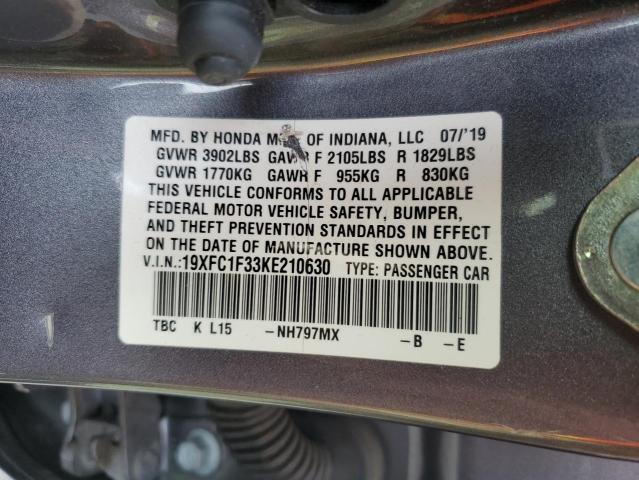 MFD. BY HONDA M OF INDIANA, LLC 07/'19
GVWR 3902LBS GAWR F 2105LBS R 1829LBS
GVWR 1770KG GAWR F 955KG R 830KG
THIS VEHICLE CONFORMS TO ALL APPLICABLE
FEDERAL MOTOR VEHICLE SAFETY, BUMPER,
AND THEFT PREVENTION STANDARDS IN EFFECT
ON THE DATE OF MANUFACTURE SHOWN ABOVE.
V.I.N.:19XFC1F33KE210630 TYPE: PASSENGER CAR
TBC K L15 -NH797MX -B -E